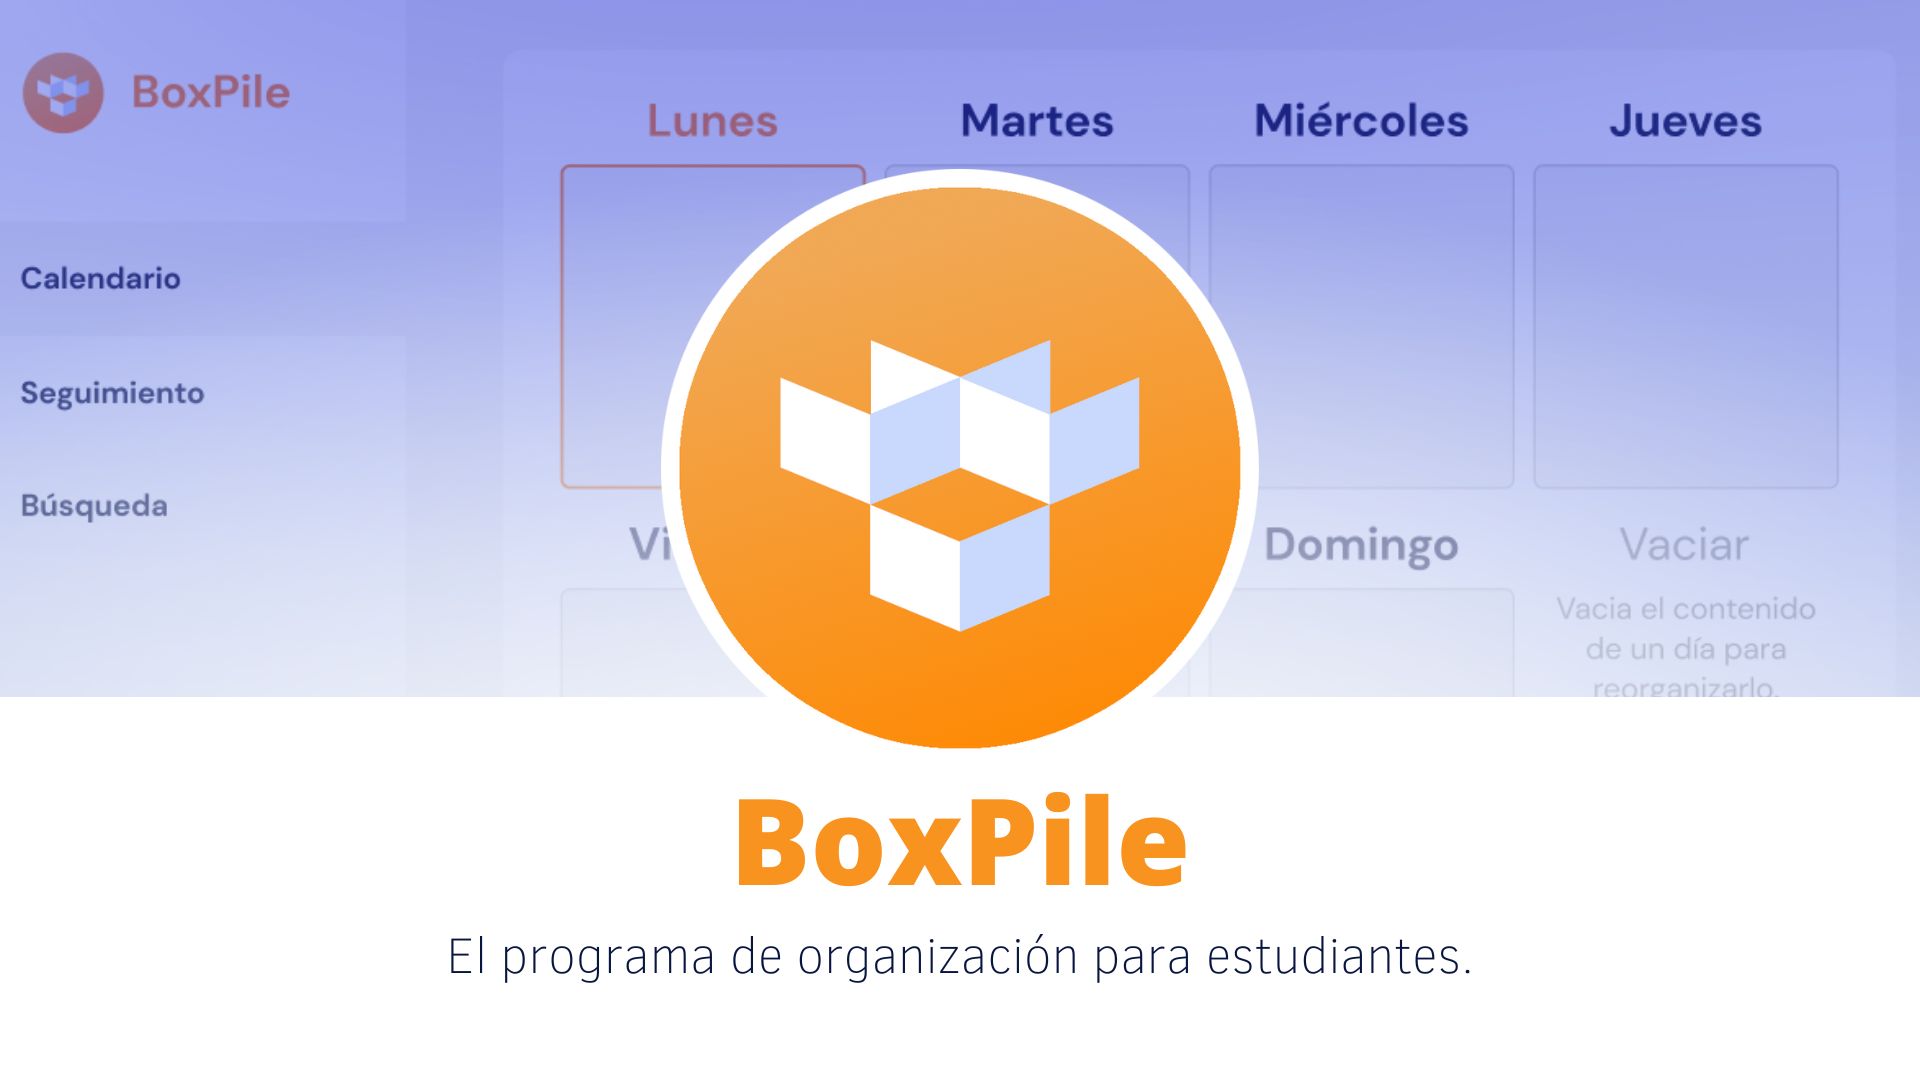 BoxPile
Lunes Martes Miércoles Jueves
Calendario
Seguimiento
Búsqueda
Domingo Vaciar
Vacia el contenido
de un día para
reorganizarlo.
BoxPile
El programa de organización para estudiantes.